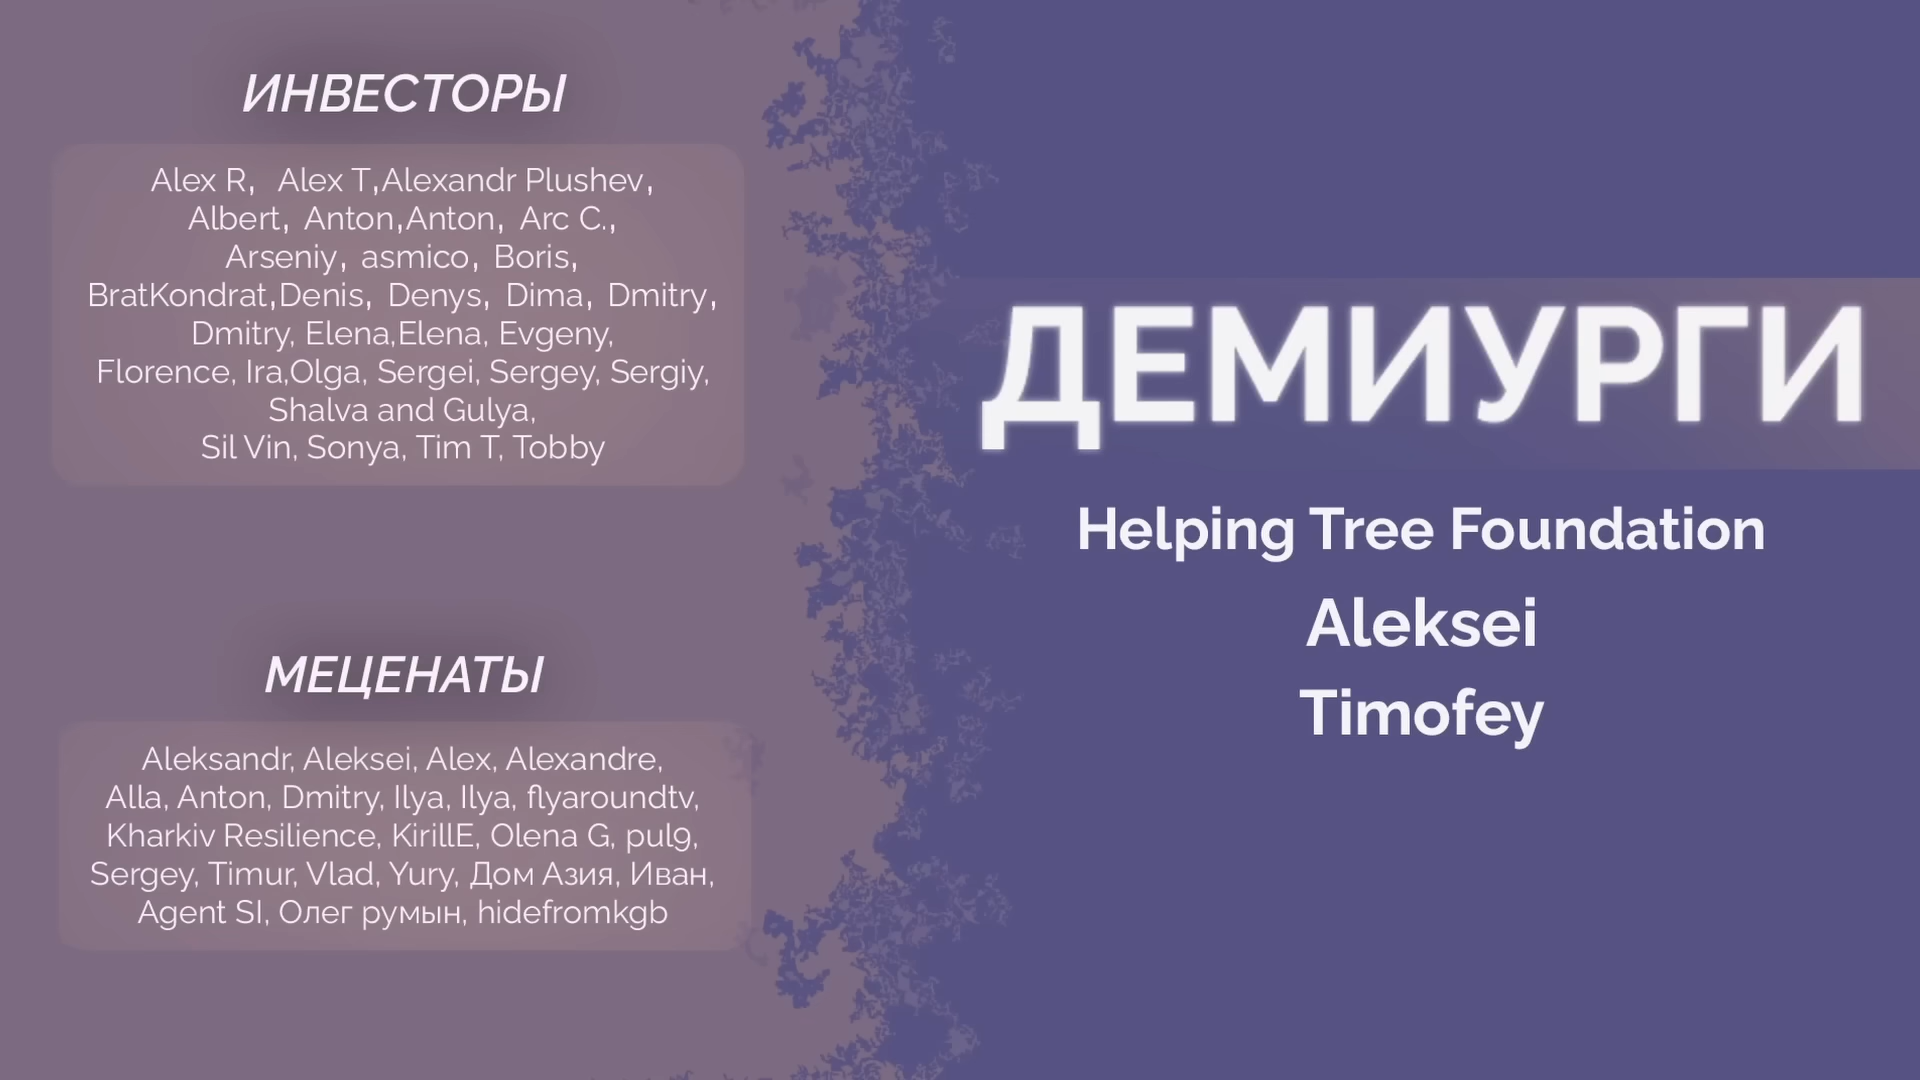 ИНВЕСТОРЫ
Alex R, Alex T,Alexandr Plushev,
Albert, Anton,Anton, Arc C.,
Arseniy, asmico, Boris,
BratKondrat,Denis, Denys, Dima, Dmitry,
Dmitry, Elena,Elena, Evgeny,
Florence, Ira,Olga, Sergei, Sergey, Sergiy,
Shalva and Gulya,
Sil Vin, Sonya, Tim T, Tobby
МЕЦЕНАТЫ
Aleksandr, Aleksei, Alex, Alexandre,
Alla, Anton, Dmitry, Ilya, Ilya, flyaroundtv,
Kharkiv Resilience, KirillE, Olena G, pul9,
Sergey, Timur, Vlad, Yury, Дом Азия, Иван,
Agent SI, Олег румын, hidefromkgb
ДЕМИУРГИ
Helping Tree Foundation
Aleksei
Timofey